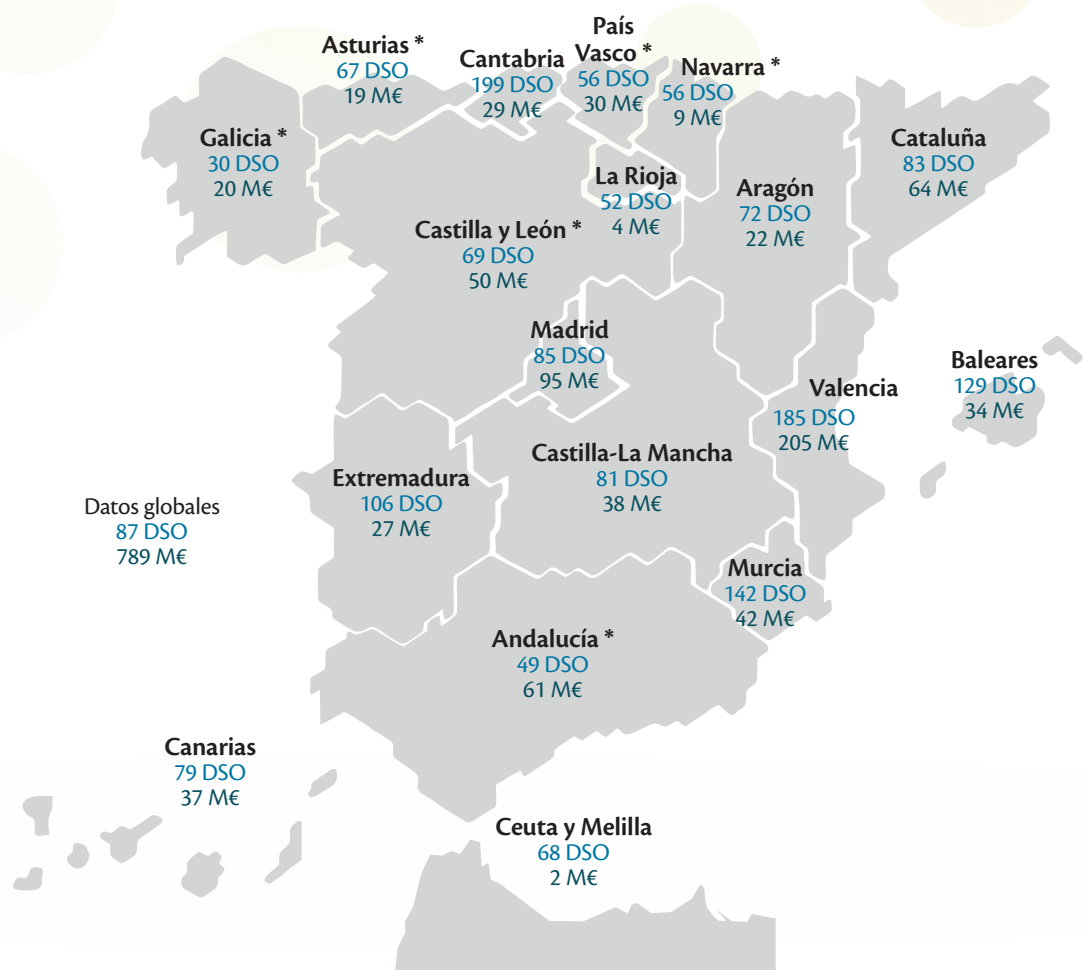 Asturias *
67 DSO
19 M€
Cantabria
199 DSO
29 M€
País
Vasco *
56 DSO
30 M€
Navarra *
56 DSO
9 M€
Galicia *
30 DSO
20 M€
La Rioja
52 DSO
4 M€
Aragón
72 DSO
22 M€
Cataluña
83 DSO
64 M€
Castilla y León *
69 DSO
50 M€
Madrid
85 DSO
95 M€
Valencia
185 DSO
205 M€
Baleares
129 DSO
34 M€
Castilla-La Mancha
81 DSO
38 M€
Extremadura
106 DSO
27 M€
Datos globales
87 DSO
789 M€
Murcia
142 DSO
42 M€
Andalucía *
49 DSO
61 M€
Canarias
79 DSO
37 M€
Ceuta y Melilla
68 DSO
2 M€